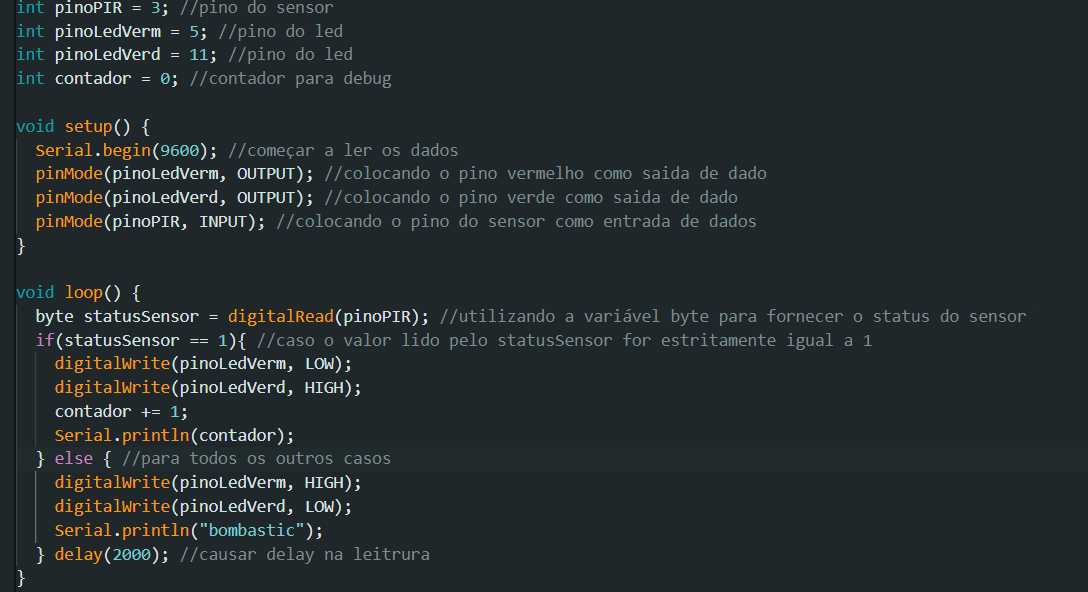 int pinoPIR = 3; //pino do sensor
int pinoLedVerm = 5; //pino do led
int pinoLedVerd = 11; //pino do led
int contador = 0; //contador para debug

void setup() {
  Serial.begin(9600); //começar a ler os dados
  pinMode(pinoLedVerm, OUTPUT); //colocando o pino vermelho como saida de dado
  pinMode(pinoLedVerd, OUTPUT); //colocando o pino verde como saida de dado
  pinMode(pinoPIR, INPUT); //colocando o pino do sensor como entrada de dados
}

void loop() {
  byte statusSensor = digitalRead(pinoPIR); //utilizando a variável byte para fornecer o status do sensor
  if(statusSensor == 1){ //caso o valor lido pelo statusSensor for estritamente igual a 1
    digitalWrite(pinoLedVerm, LOW);
    digitalWrite(pinoLedVerd, HIGH);
    contador += 1;
    Serial.println(contador);
  } else { //para todos os outros casos
    digitalWrite(pinoLedVerm, HIGH);
    digitalWrite(pinoLedVerd, LOW);
    Serial.println("bombastic");
  } delay(2000); //causar delay na leitrura
}